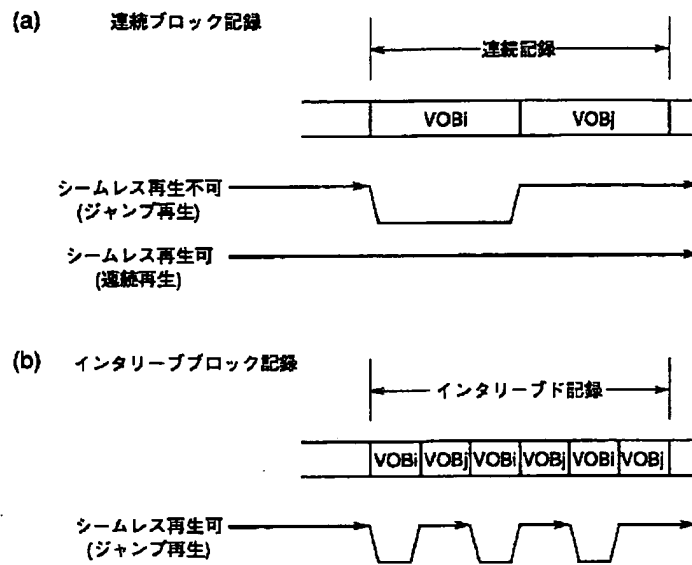 (a) 連続ブロック記録
連続記録
VOBi VOBj
シームレス再生不可
(ジャンプ再生)
シームレス再生可
(連続再生)
(b) インタリーブブロック記録
インタリーブド記録
VOBi VOBj VOBi VOBj VOBi VOBj
シームレス再生可
(ジャンプ再生)